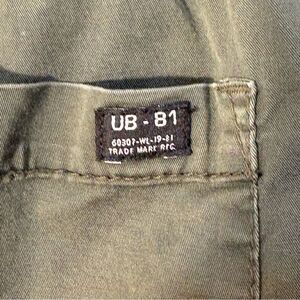 UB - 81
60307-WL-19-81
TRADE MARK REG.